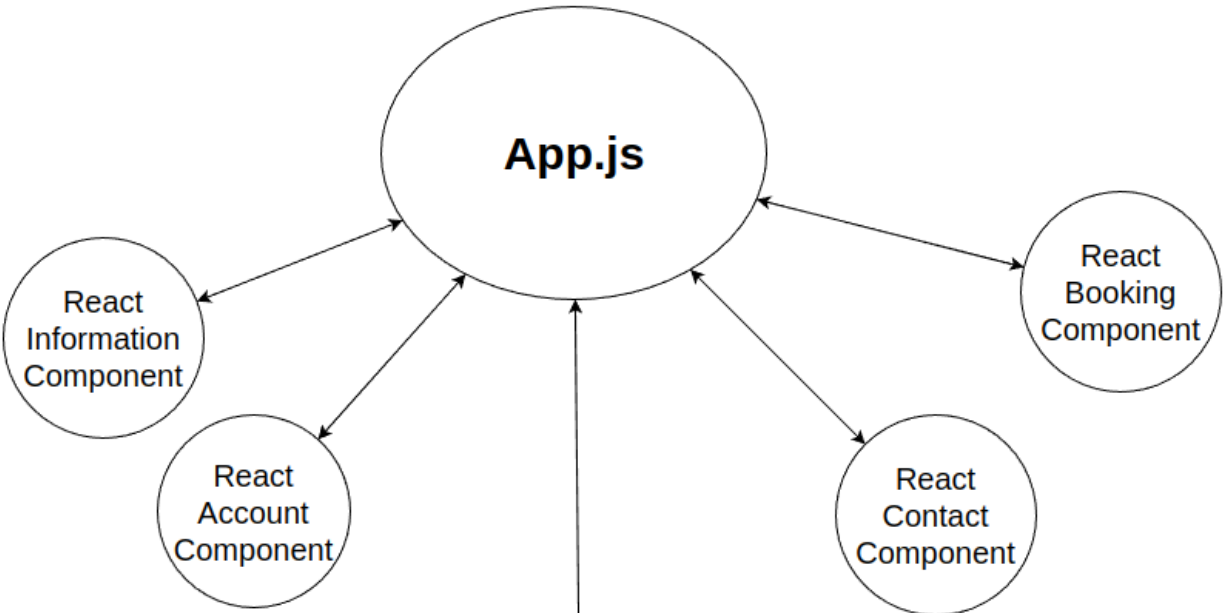 App.js
React
Information
Component
React
Account
Component
React
Contact
Component
React
Booking
Component